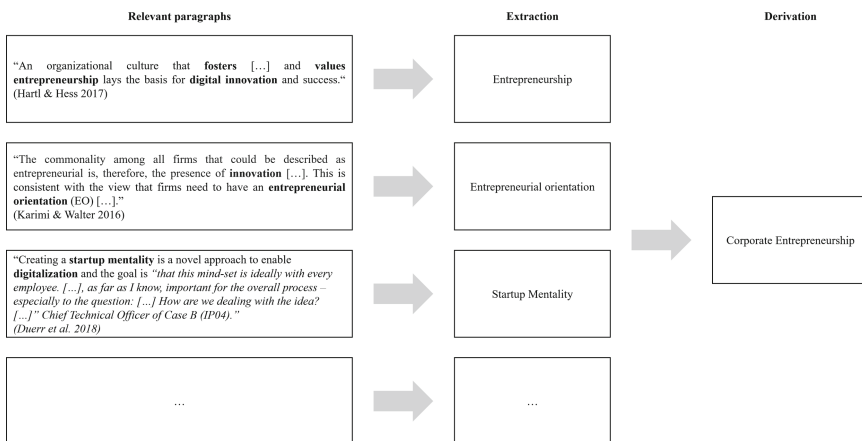 Relevant paragraphs
Extraction
Derivation
“An organizational culture that fosters […] and values
entrepreneurship lays the basis for digital innovation and success.“
(Hartl & Hess 2017)
Entrepreneurship
“The commonality among all firms that could be described as
entrepreneurial is, therefore, the presence of innovation […]. This is
consistent with the view that firms need to have an entrepreneurial
orientation (EO) […].”
(Karimi & Walter 2016)
Entrepreneurial orientation
“Creating a startup mentality is a novel approach to enable
digitalization and the goal is “that this mind-set is ideally with every
employee. […], as far as I know, important for the overall process –
especially to the question: […] How are we dealing with the idea?
[…]” Chief Technical Officer of Case B (IP04).”
(Duerr et al. 2018)
Startup Mentality
Corporate Entrepreneurship
…
…